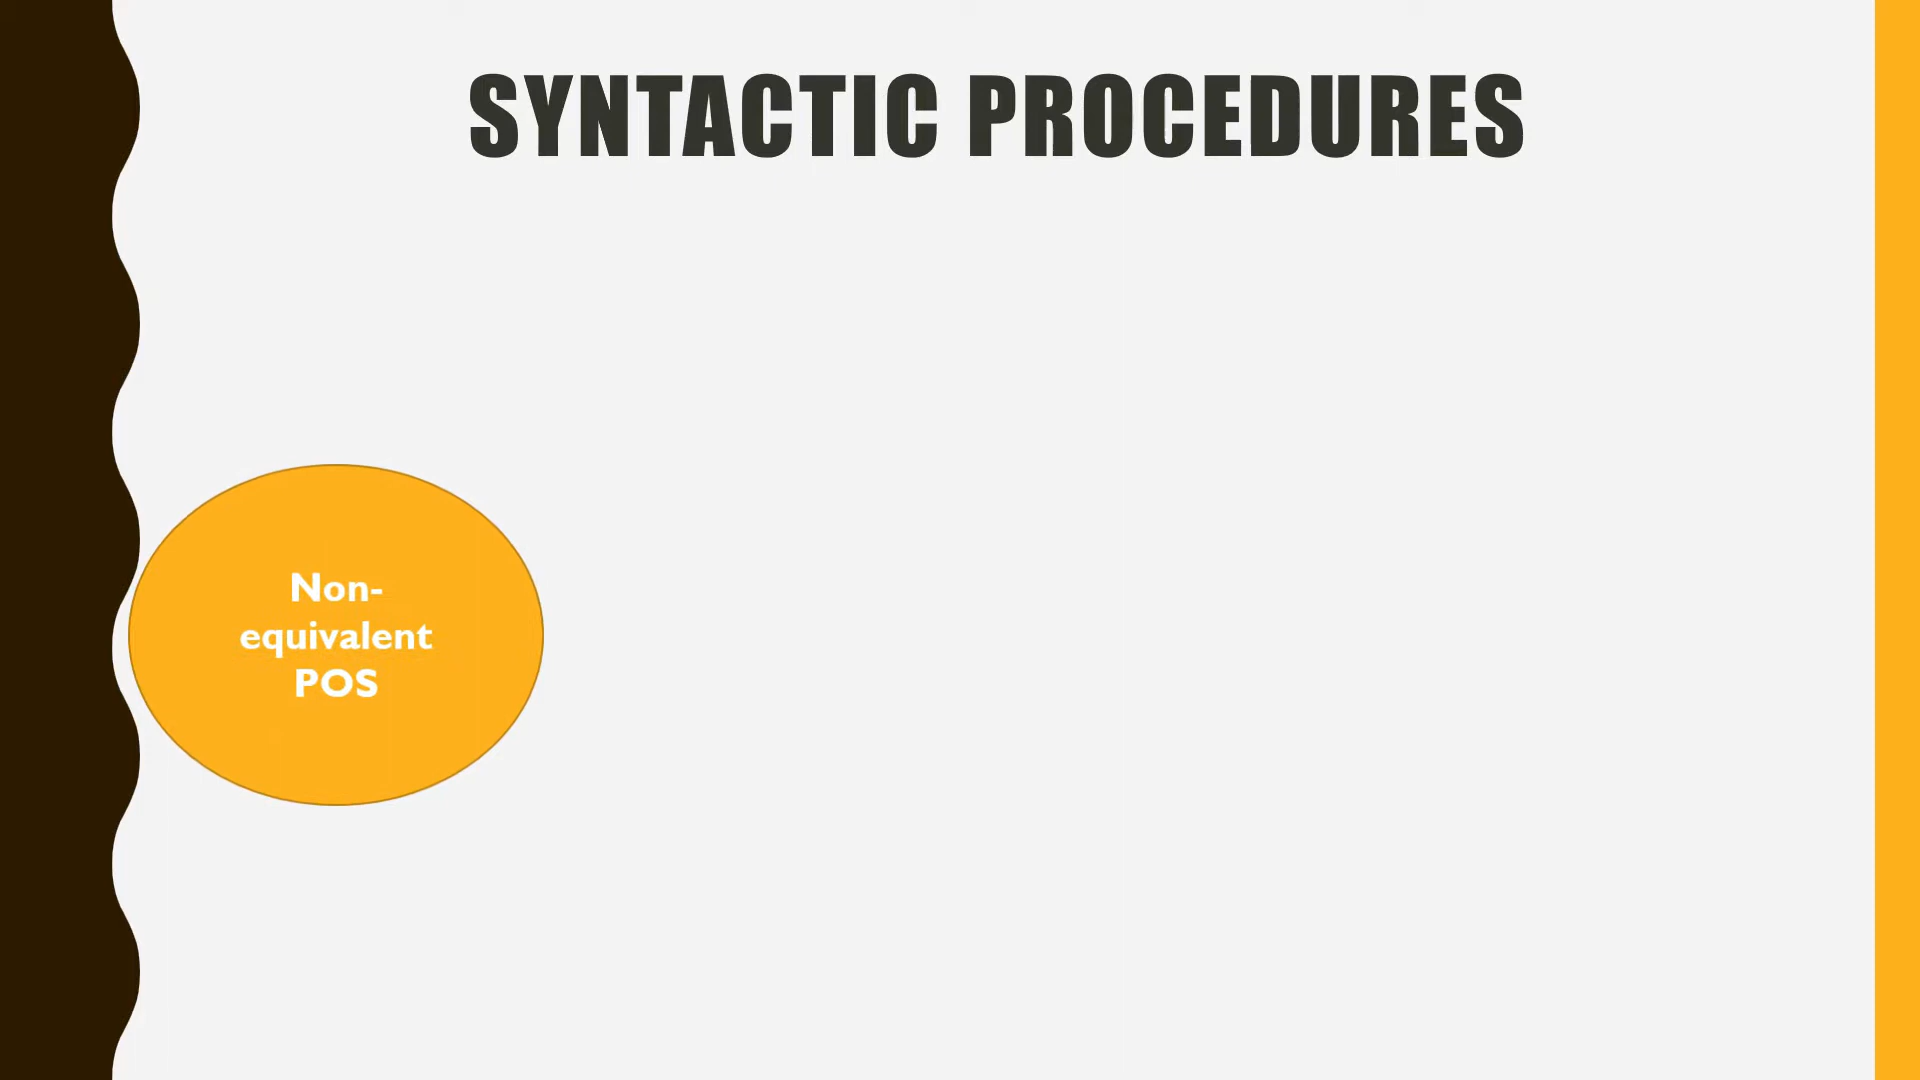 SYNTACTIC PROCEDURES
Non-
equivalent
POS